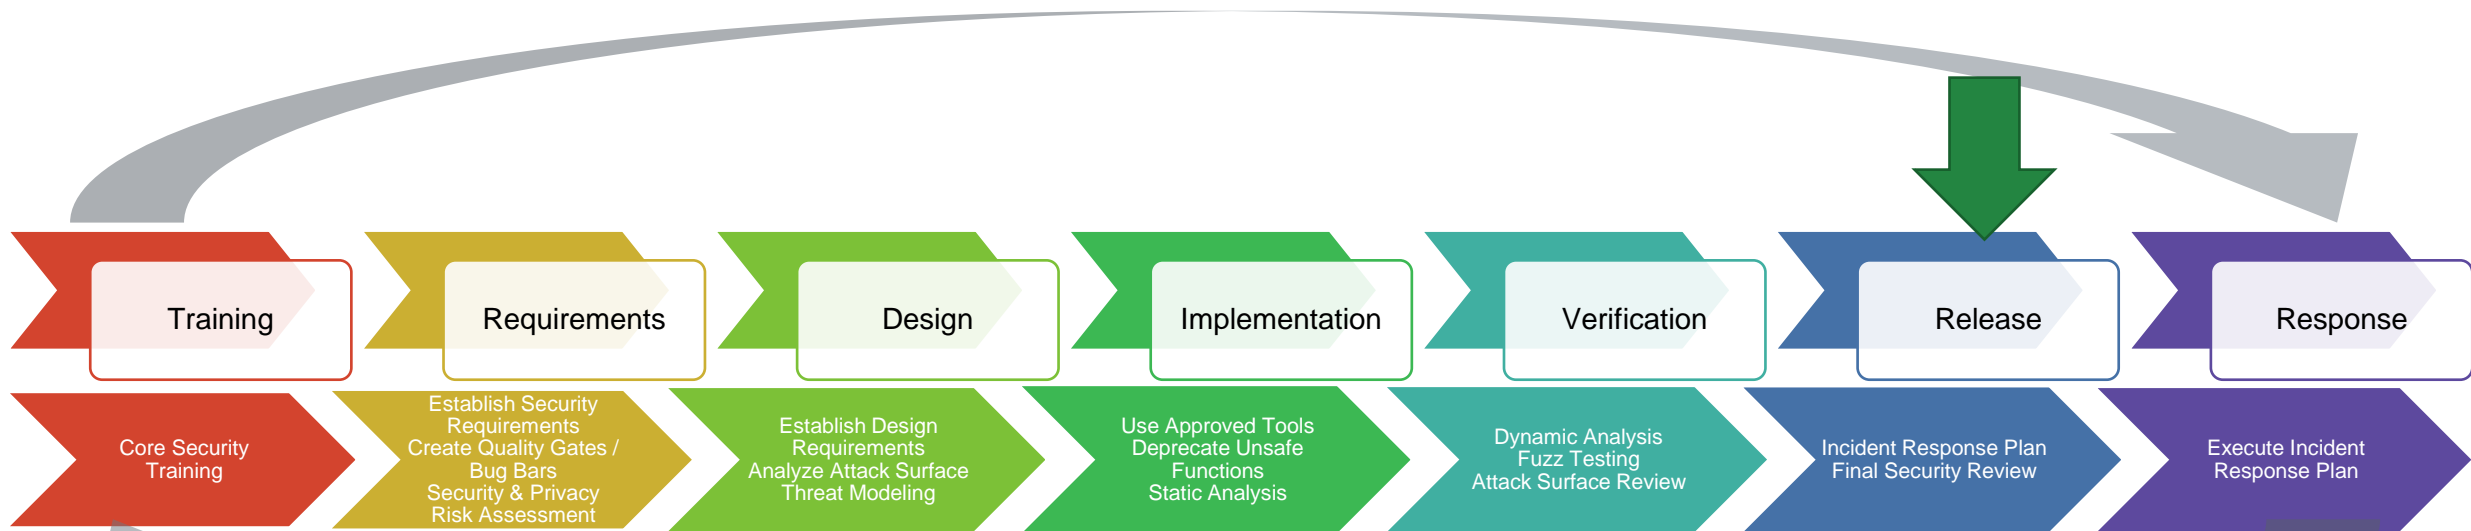 Training
Requirements
Design
Implementation
Verification
Release
Response
Core Security
Training
Establish Security
Requirements
Create Quality Gates /
Bug Bars
Security & Privacy
Risk Assessment
Establish Design
Requirements
Analyze Attack Surface
Threat Modeling
Use Approved Tools
Deprecate Unsafe
Functions
Static Analysis
Dynamic Analysis
Fuzz Testing
Attack Surface Review
Incident Response Plan
Final Security Review
Execute Incident
Response Plan